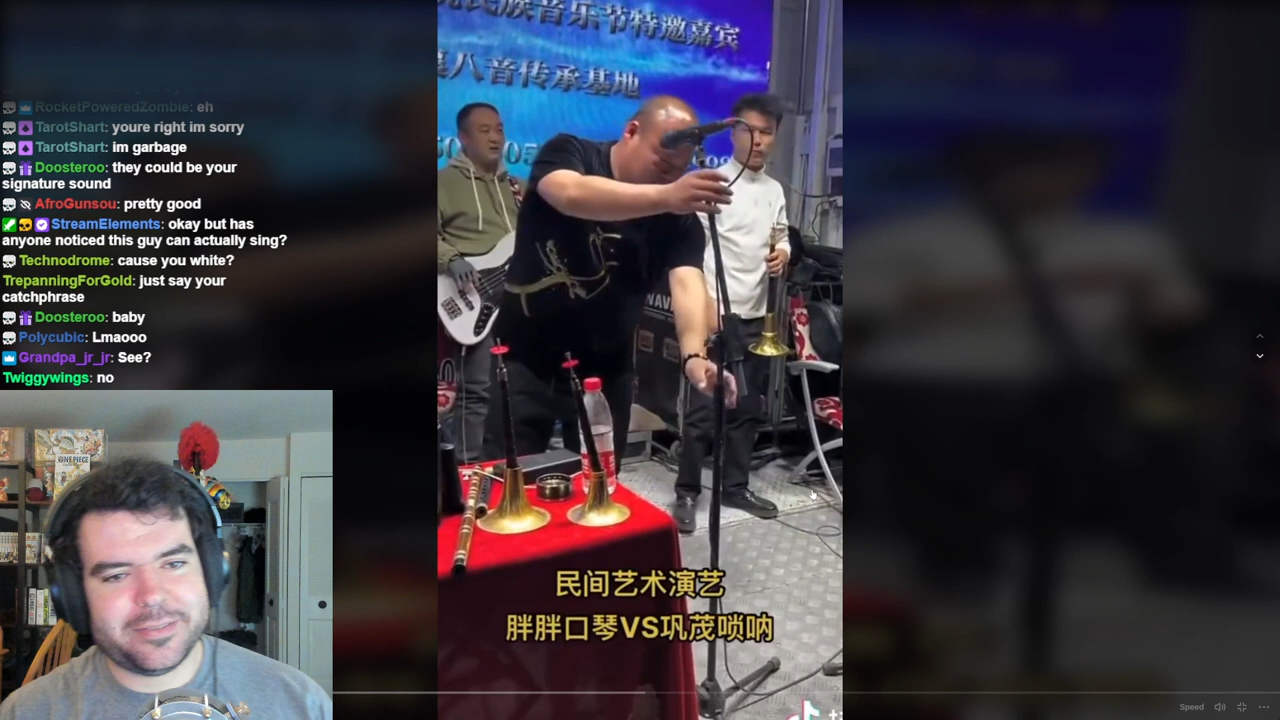 RocketPoweredZombie: eh
TarotShart: youre right im sorry
TarotShart: im garbage
Doosteroo: they could be your
signature sound
AfroGunsou: pretty good
StreamElements: okay but has
anyone noticed this guy can actually sing?
Technodrome: cause you white?
TrepanningForGold: just say your
catchphrase
Doosteroo: baby
Polycubic: Lmaooo
Grandpa_jr_jr: See?
Twiggywings: no
民族音乐节特邀嘉宾
八音传承基地
WAV
ONE PIECE
民间艺术演艺
胖胖口琴VS巩茂唢呐
Speed